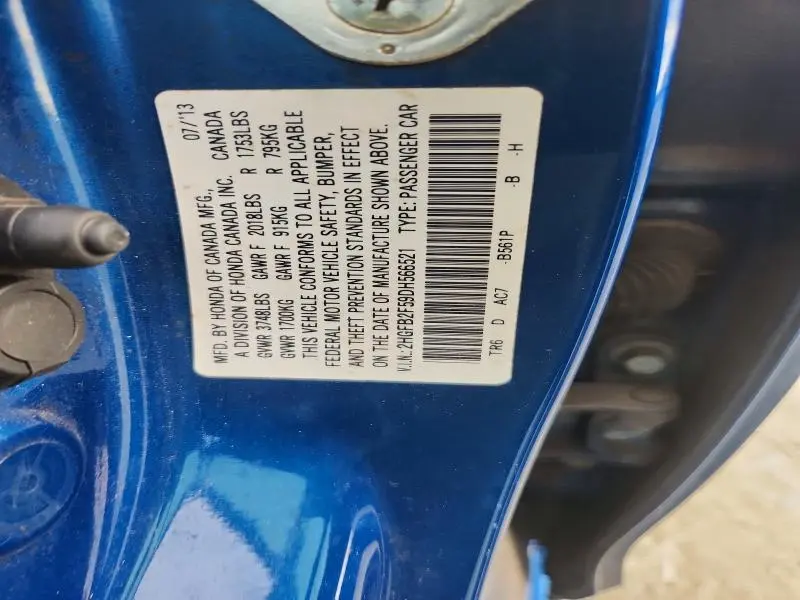 MFD. BY HONDA OF CANADA MFG., 07/'13
A DIVISION OF HONDA CANADA INC. CANADA
GVWR 3748LBS GAWR F 2018LBS R 1753LBS
GVWR 1700KG GAWR F 915KG R 795KG
THIS VEHICLE CONFORMS TO ALL APPLICABLE
FEDERAL MOTOR VEHICLE SAFETY, BUMPER,
AND THEFT PREVENTION STANDARDS IN EFFECT
ON THE DATE OF MANUFACTURE SHOWN ABOVE.
V.I.N.: 2HGFB2F59DH566521 TYPE: PASSENGER CAR
TR6 D AC7 -B561P -B -H